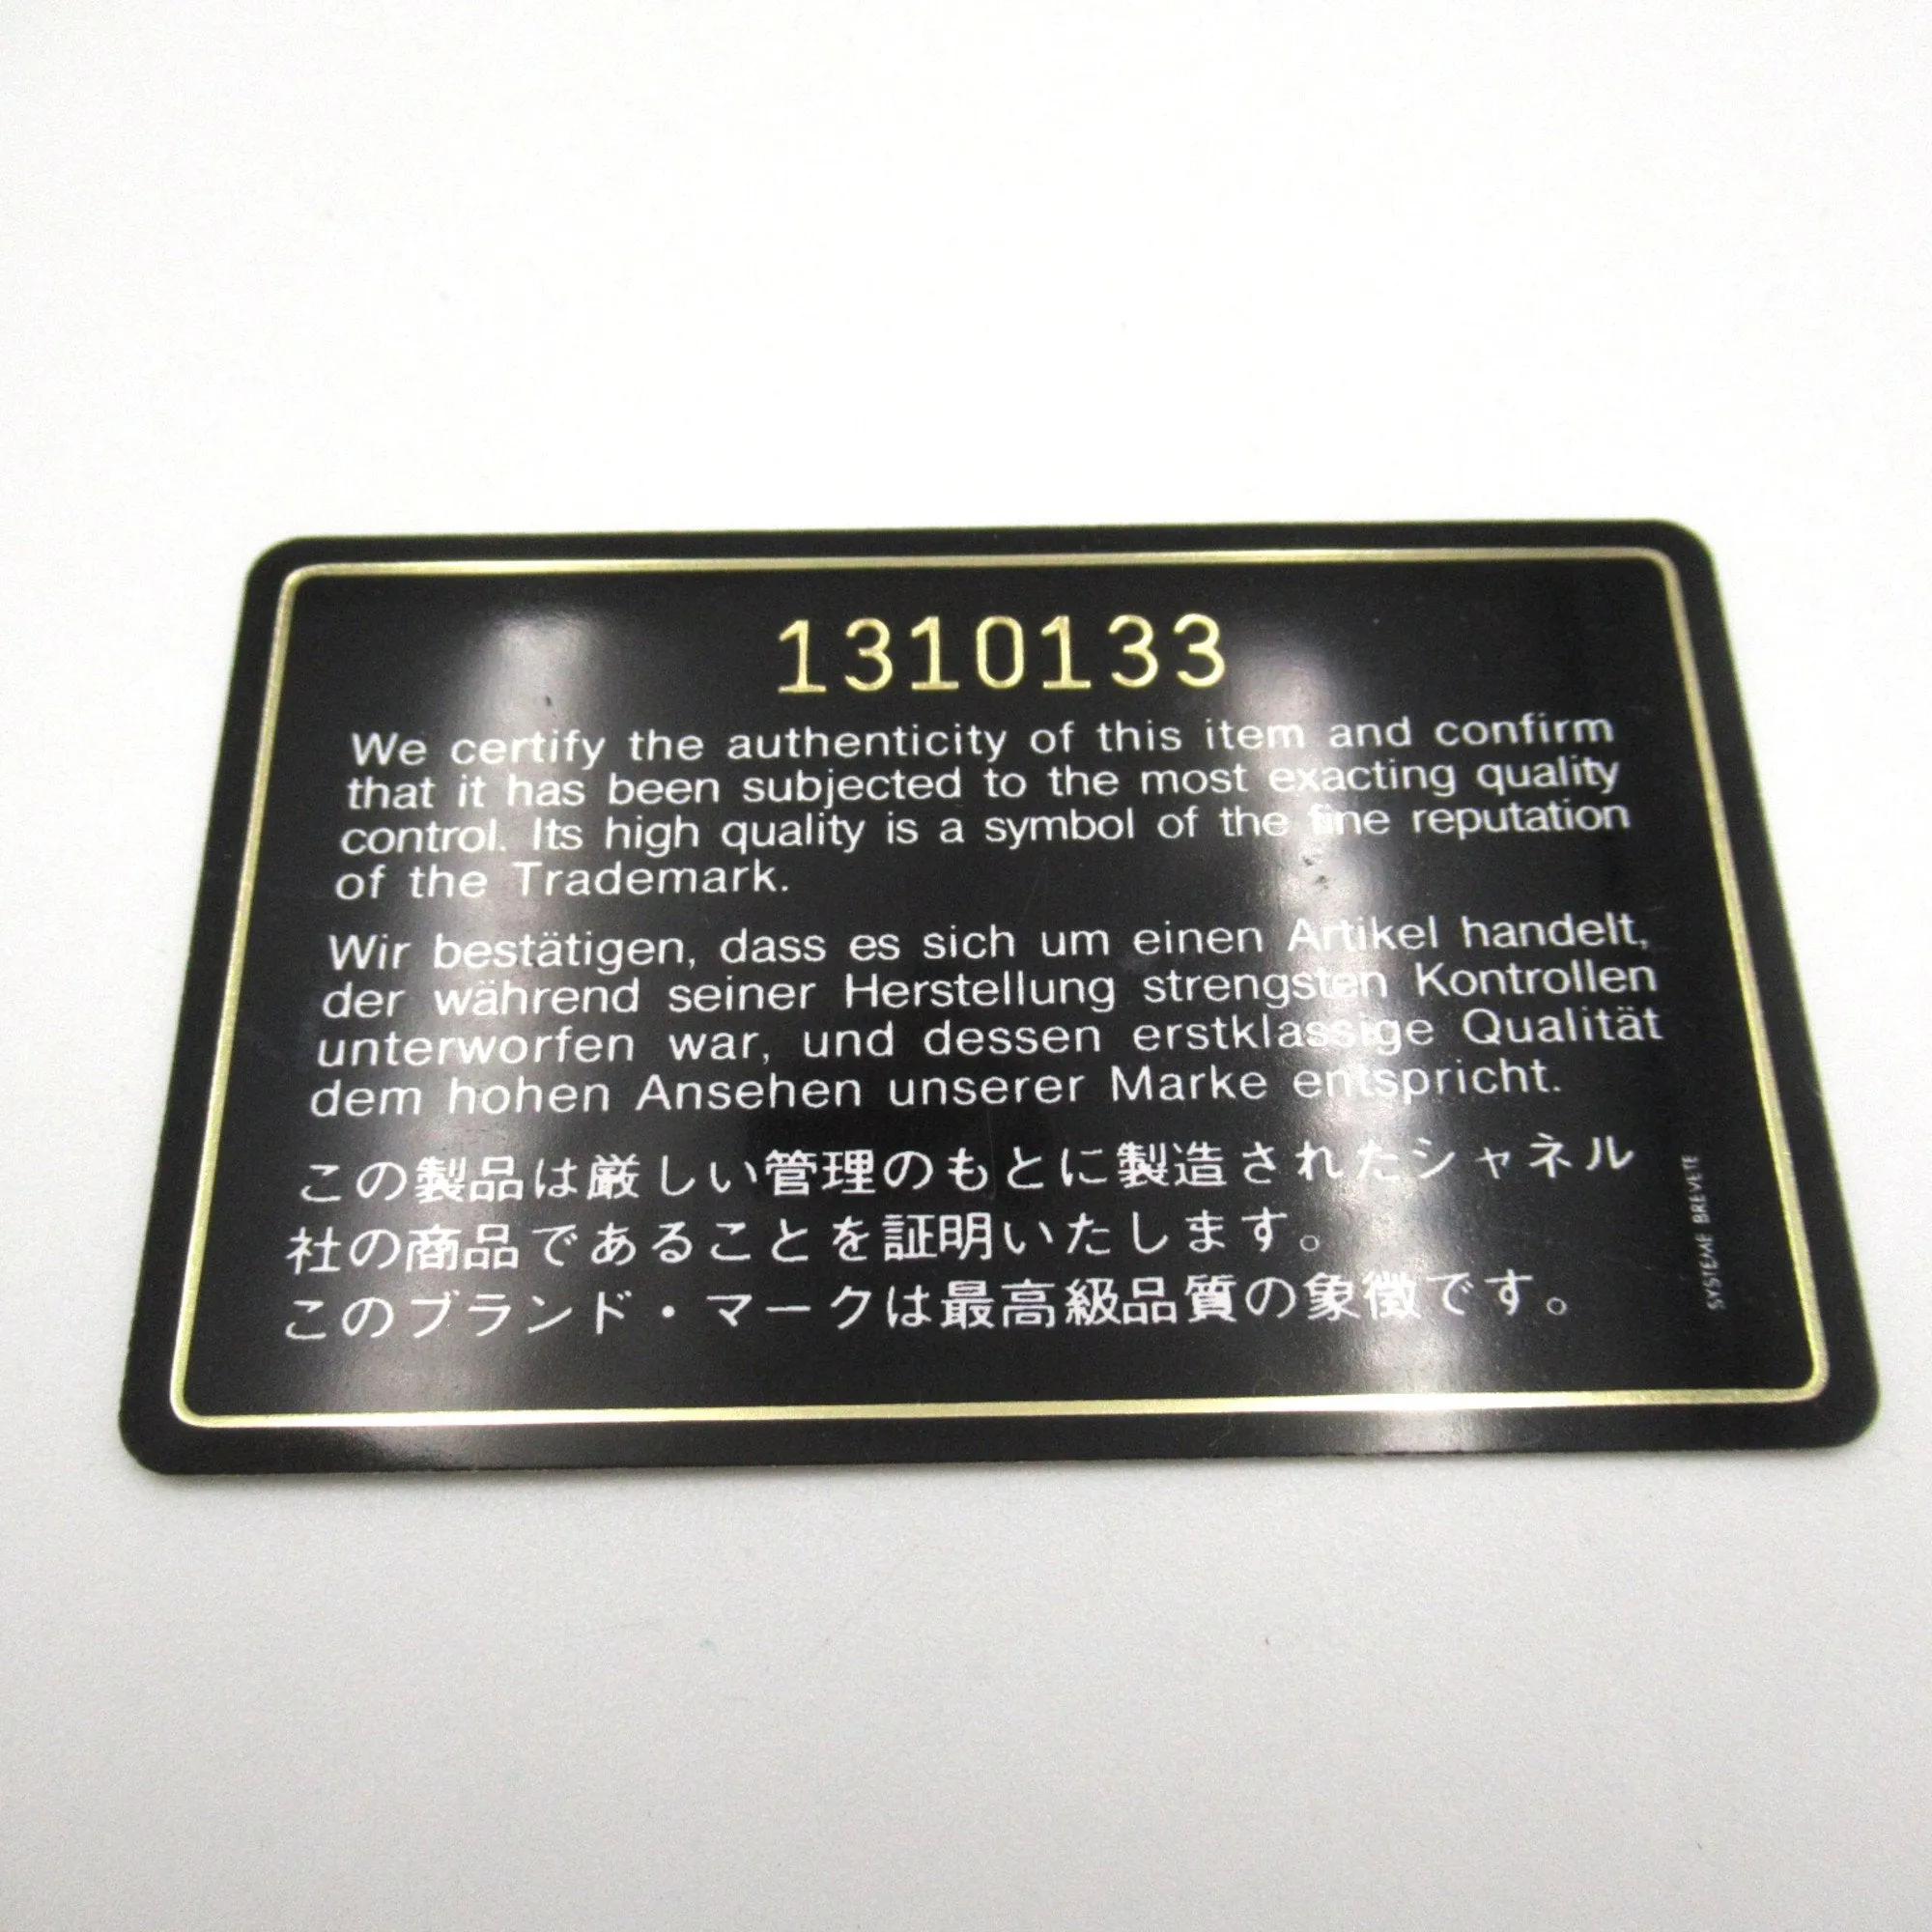 1310133
We certify the authenticity of this item and confirm
that it has been subjected to the most exacting quality
control. Its high quality is a symbol of the fine reputation
of the Trademark.
Wir bestätigen, dass es sich um einen Artikel handelt,
der während seiner Herstellung strengsten Kontrollen
unterworfen war, und dessen erstklassige Qualität
dem hohen Ansehen unserer Marke entspricht.
この製品は厳しい管理のもとに製造されたシャネル
社の商品であることを証明いたします。
このブランド・マークは最高級品質の象徴です。
SYSTEME BREVETE